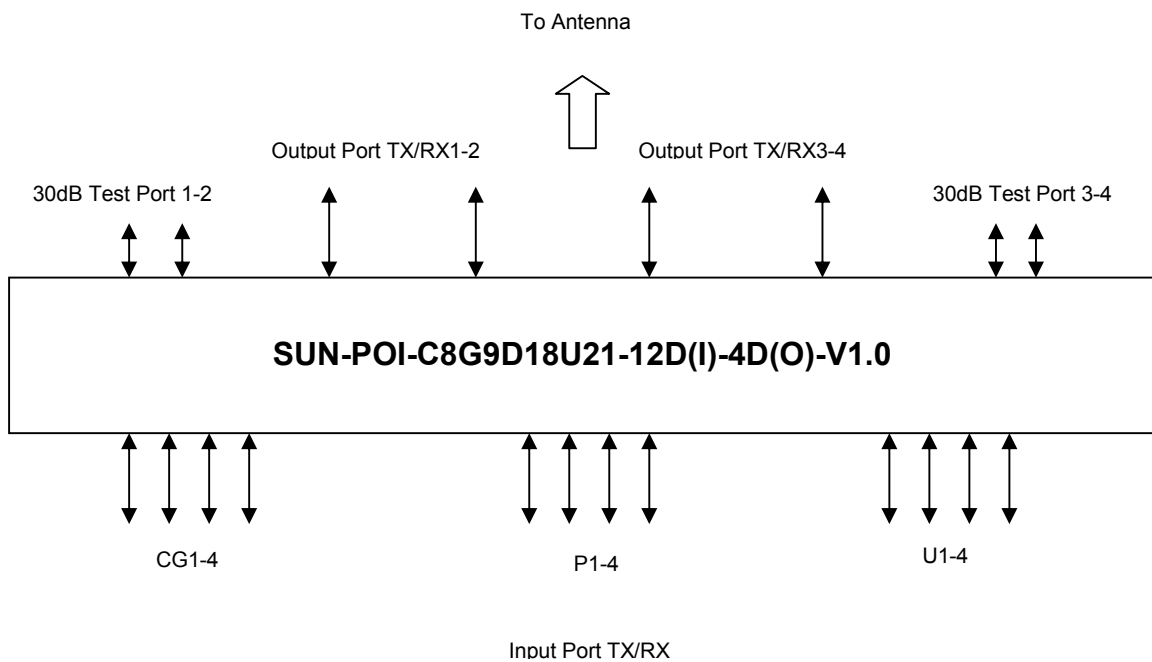 To Antenna
Output Port TX/RX1-2
Output Port TX/RX3-4
30dB Test Port 1-2
30dB Test Port 3-4
SUN-POI-C8G9D18U21-12D(I)-4D(O)-V1.0
CG1-4
P1-4
U1-4
Input Port TX/RX